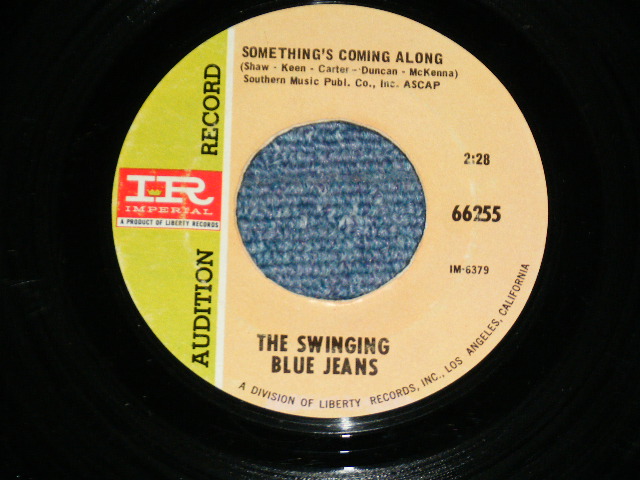 SOMETHING'S COMING ALONG
(Shaw - Keen - Carter - Duncan - McKenna)
Southern Music Publ. Co., Inc. ASCAP
AUDITION RECORD
IR
IMPERIAL
A PRODUCT OF LIBERTY RECORDS
2:28
66255
IM-6379
THE SWINGING
BLUE JEANS
A DIVISION OF LIBERTY RECORDS, INC., LOS ANGELES, CALIFORNIA